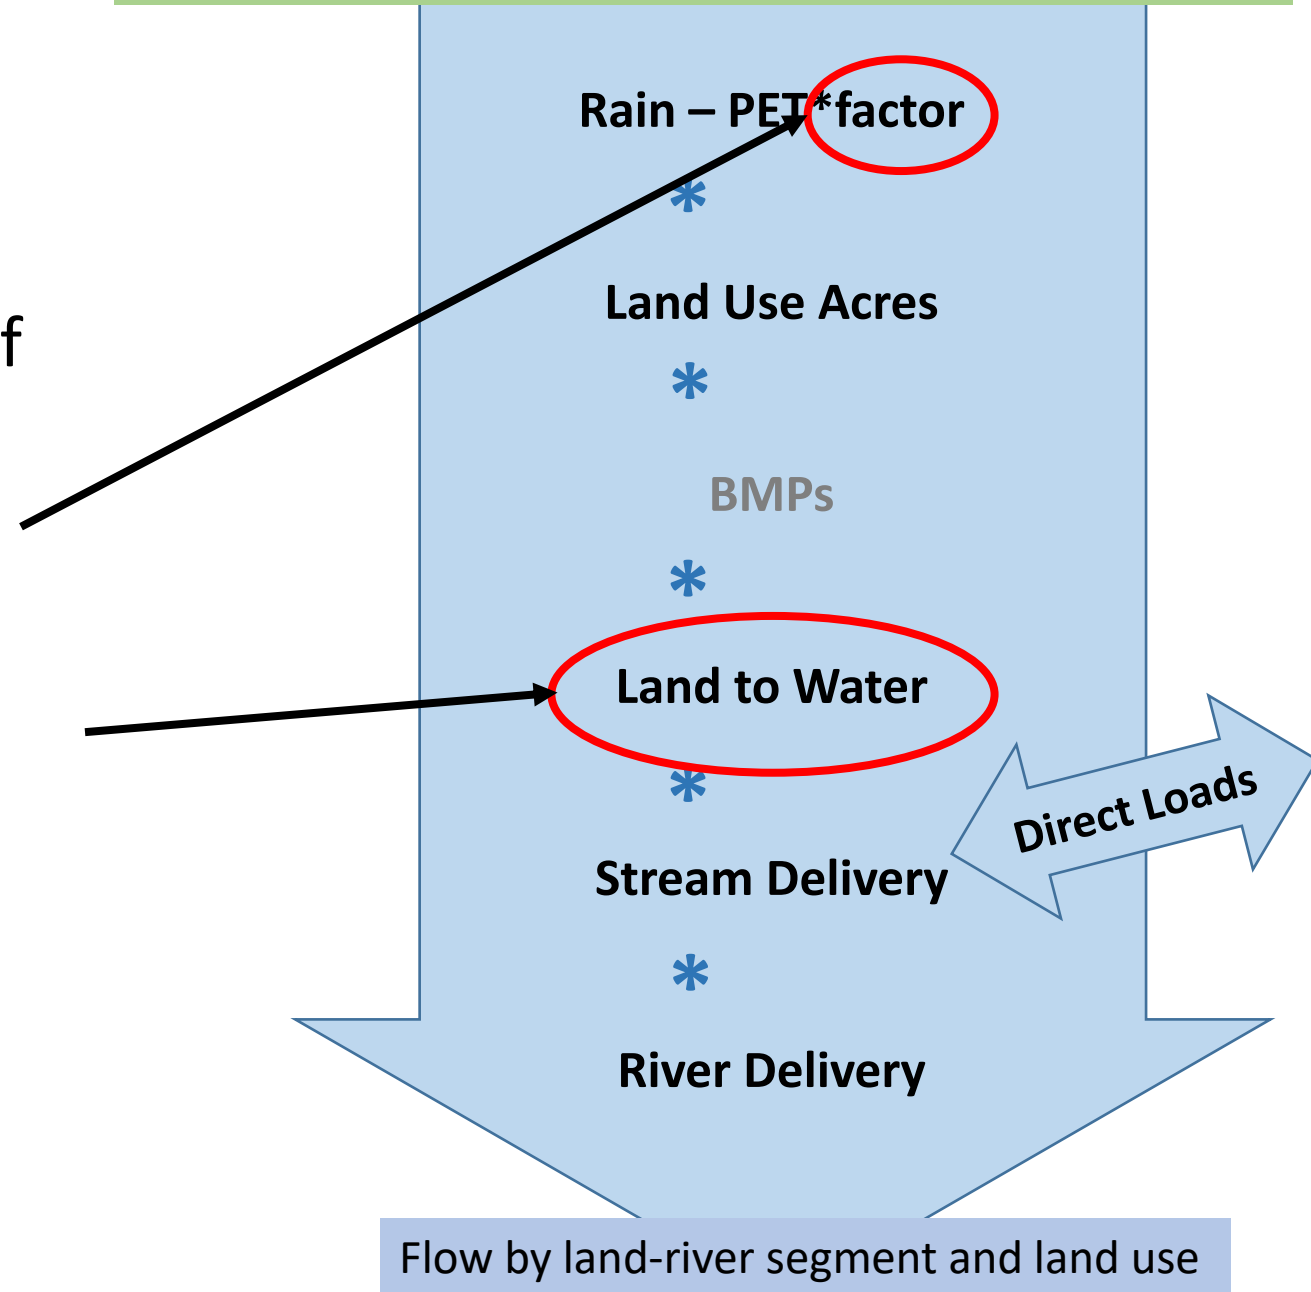 Rain – PET*factor
*
Land Use Acres
f
*
BMPs
*
Land to Water
*
Direct Loads
Stream Delivery
*
River Delivery
Flow by land-river segment and land use